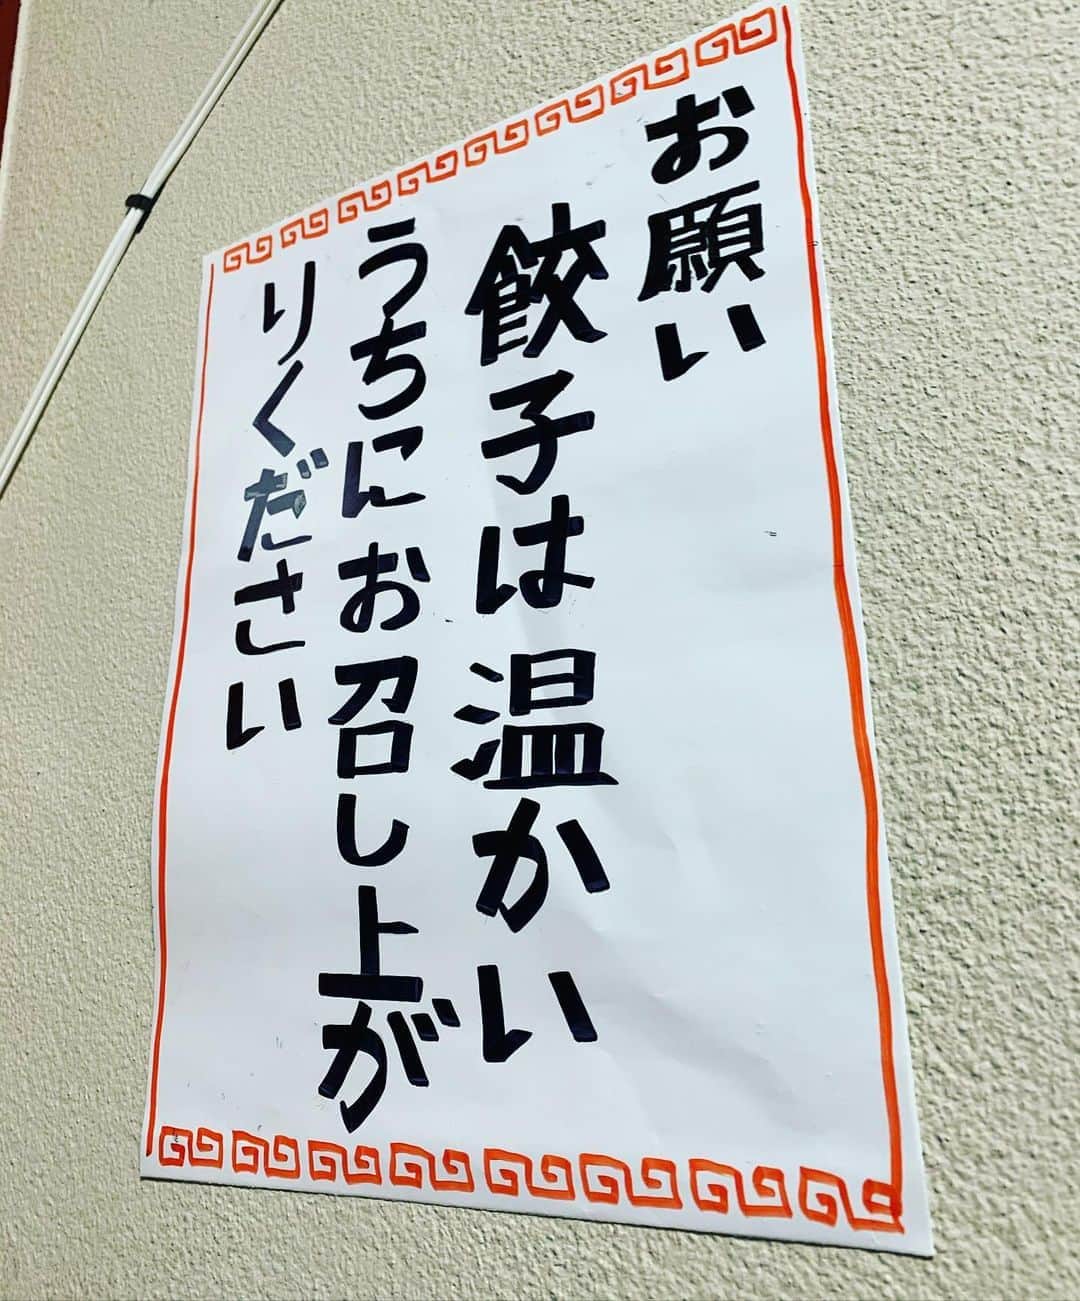 お願い
餃子は温かい
うちにお召し上が
りください